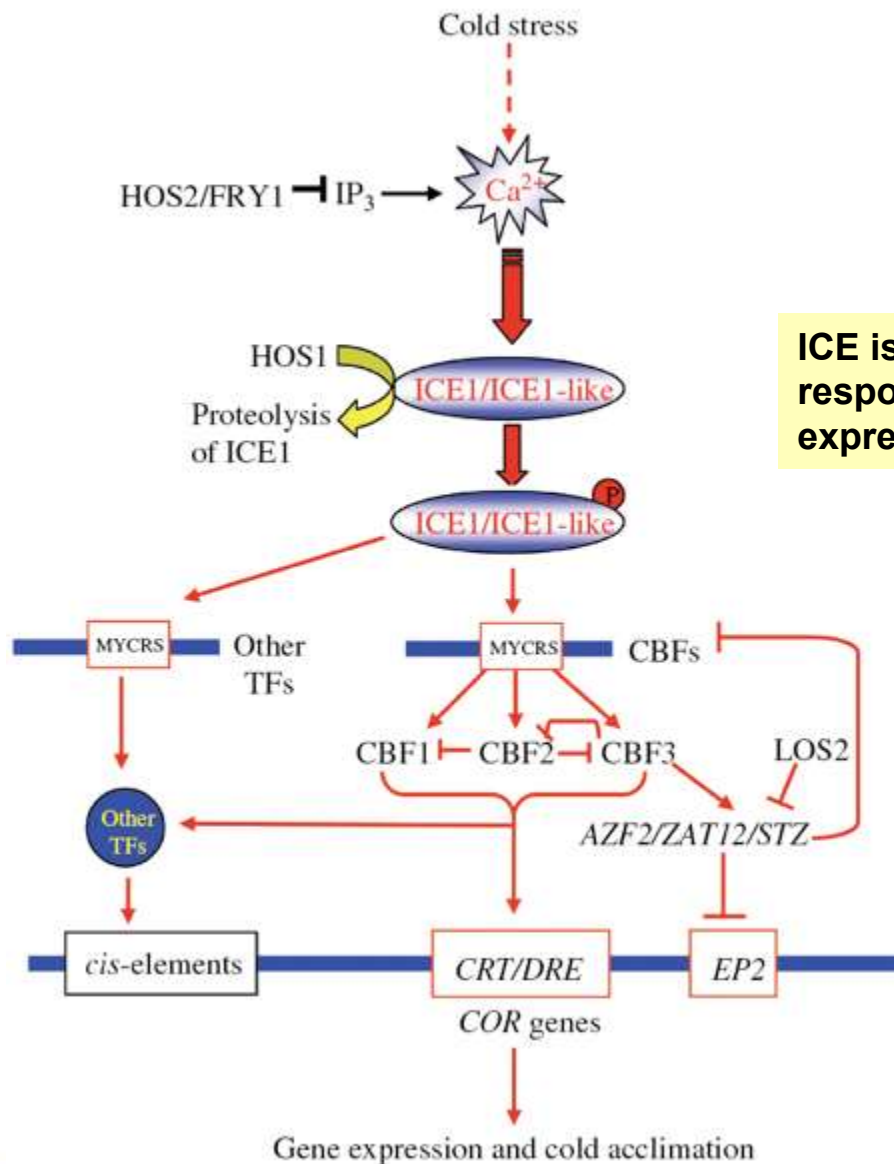 Cold stress
Ca²⁺
HOS2/FRY1
IP₃
HOS1
ICE1/ICE1-like
Proteolysis
of ICE1
ICE is
respo
expre
P
ICE1/ICE1-like
MYCRS
Other
TFs
MYCRS
CBFs
CBF1
CBF2
CBF3
LOS2
Other
TFs
AZF2/ZAT12/STZ
cis-elements
CRT/DRE
EP2
COR genes
Gene expression and cold acclimation